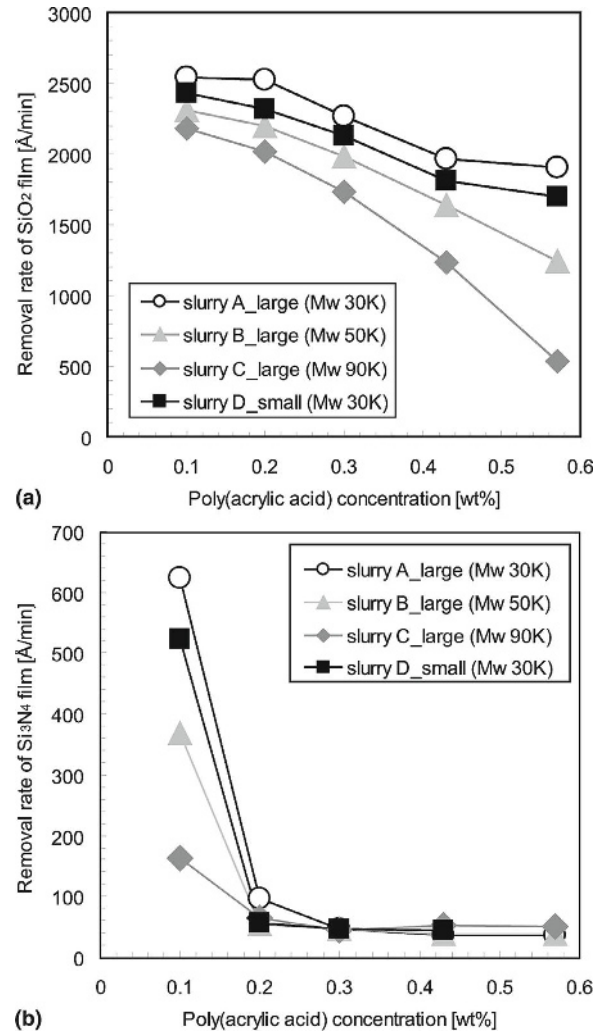 3000
2500
2000
1500
1000
500
0
Removal rate of SiO2 film [Å/min]
slurry A_large (Mw 30K)
slurry B_large (Mw 50K)
slurry C_large (Mw 90K)
slurry D_small (Mw 30K)
0 0.1 0.2 0.3 0.4 0.5 0.6
(a) Poly(acrylic acid) concentration [wt%]
700
600
500
400
300
200
100
0
Removal rate of Si3N4 film [Å/min]
slurry A_large (Mw 30K)
slurry B_large (Mw 50K)
slurry C_large (Mw 90K)
slurry D_small (Mw 30K)
0 0.1 0.2 0.3 0.4 0.5 0.6
(b) Poly(acrylic acid) concentration [wt%]